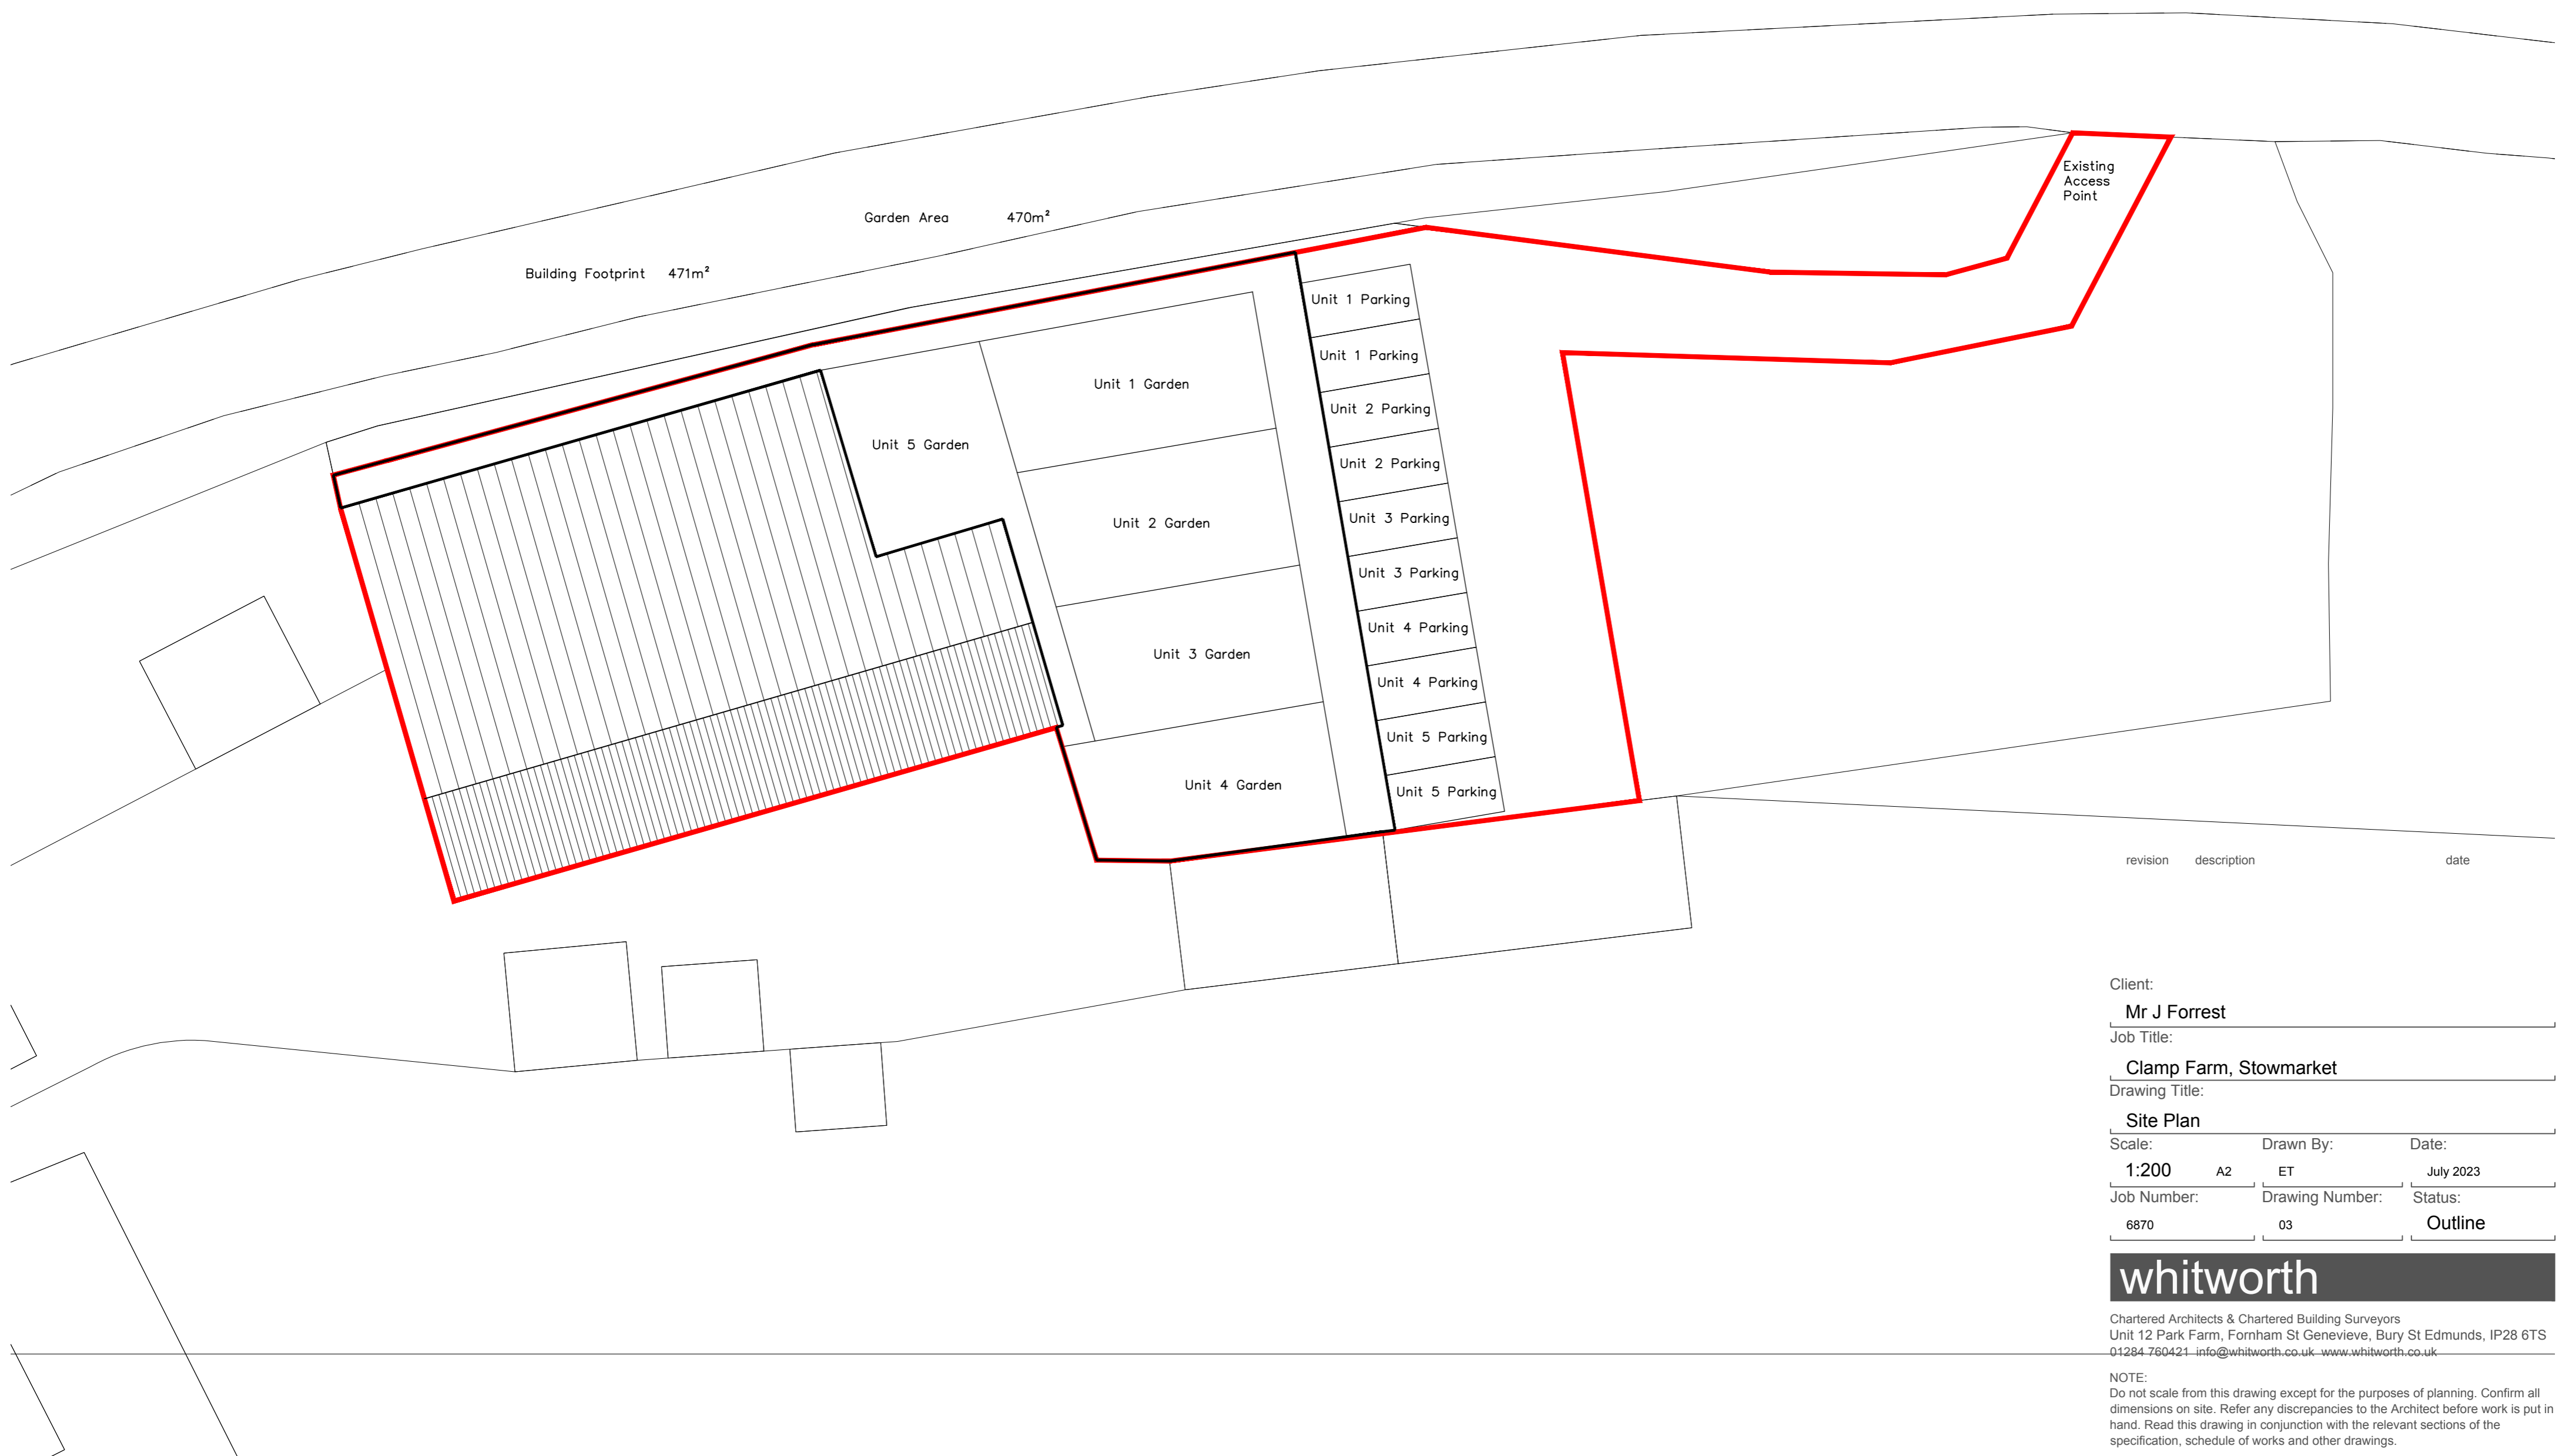 Existing
Access
Point
Garden Area 470m²
Building Footprint 471m²
Unit 1 Parking
Unit 1 Parking
Unit 2 Parking
Unit 2 Parking
Unit 3 Parking
Unit 3 Parking
Unit 4 Parking
Unit 4 Parking
Unit 5 Parking
Unit 5 Parking
Unit 1 Garden
Unit 5 Garden
Unit 2 Garden
Unit 3 Garden
Unit 4 Garden
revision description date
Client:
Mr J Forrest
Job Title:
Clamp Farm, Stowmarket
Drawing Title:
Site Plan
Scale: Drawn By: Date:
1:200 A2 ET July 2023
Job Number: Drawing Number: Status:
6870 03 Outline
whitworth
Chartered Architects & Chartered Building Surveyors
Unit 12 Park Farm, Fornham St Genevieve, Bury St Edmunds, IP28 6TS
01284 760421 info@whitworth.co.uk www.whitworth.co.uk
NOTE:
Do not scale from this drawing except for the purposes of planning. Confirm all
dimensions on site. Refer any discrepancies to the Architect before work is put in
hand. Read this drawing in conjunction with the relevant sections of the
specification, schedule of works and other drawings.